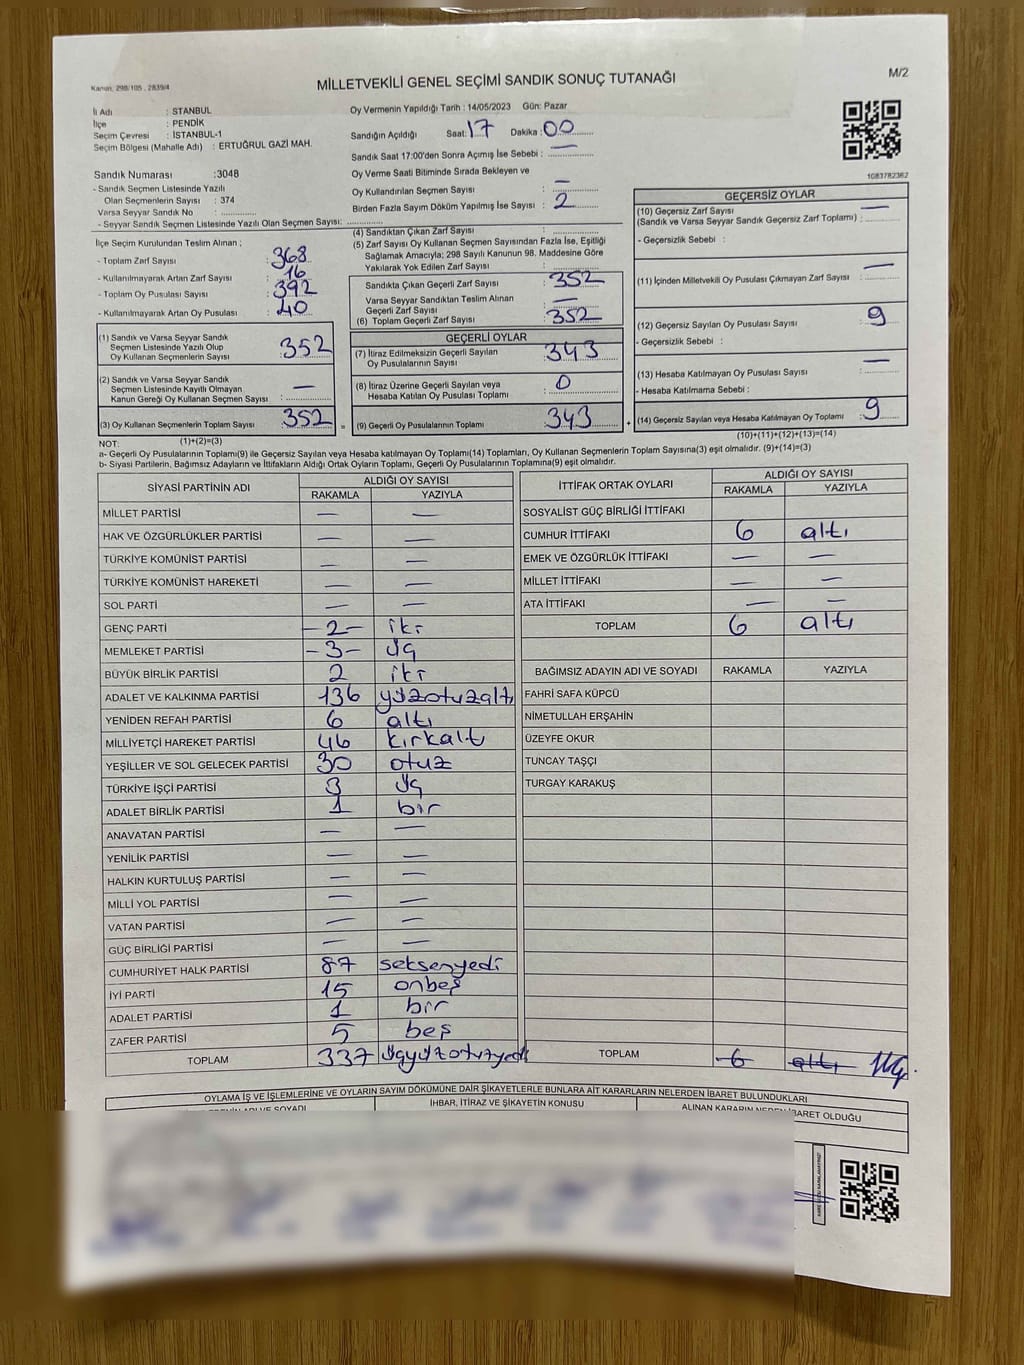 M/2
Kanun, 298/105 , 2839/4
MİLLETVEKİLİ GENEL SEÇİMİ SANDIK SONUÇ TUTANAĞI
İl Adı : STANBUL
İlçe : PENDİK
Seçim Çevresi : İSTANBUL-1
Seçim Bölgesi (Mahalle Adı) : ERTUĞRUL GAZİ MAH.
Oy Vermenin Yapıldığı Tarih : 14/05/2023 Gün: Pazar
Sandığın Açıldığı Saat: 17 Dakika : 00
Sandık Saat 17:00'den Sonra Açımış İse Sebebi : —
Oy Verme Saati Bitiminde Sırada Bekleyen ve
Oy Kullandırılan Seçmen Sayısı : —
Birden Fazla Sayım Döküm Yapılmış İse Sayısı : 2
1083782362
Sandık Numarası :3048
- Sandık Seçmen Listesinde Yazılı
Olan Seçmenlerin Sayısı : 374
Varsa Seyyar Sandık No :
- Seyyar Sandık Seçmen Listesinde Yazılı Olan Seçmen Sayısı:
İlçe Seçim Kurulundan Teslim Alınan ;
- Toplam Zarf Sayısı : 368
- Kullanılmayarak Artan Zarf Sayısı : 16
- Toplam Oy Pusulası Sayısı : 392
- Kullanılmayarak Artan Oy Pusulası : 40
(1) Sandık ve Varsa Seyyar Sandık
Seçmen Listesinde Yazılı Olup
Oy Kullanan Seçmenlerin Sayısı : 352
(2) Sandık ve Varsa Seyyar Sandık
Seçmen Listesinde Kayıtlı Olmayan
Kanun Gereği Oy Kullanan Seçmen Sayısı : —
(3) Oy Kullanan Seçmenlerin Toplam Sayısı : 352
(1)+(2)=(3)
(4) Sandıktan Çıkan Zarf Sayısı :
(5) Zarf Sayısı Oy Kullanan Seçmen Sayısından Fazla İse, Eşitliği
Sağlamak Amacıyla; 298 Sayılı Kanunun 98. Maddesine Göre
Yakılarak Yok Edilen Zarf Sayısı :
Sandıkta Çıkan Geçerli Zarf Sayısı : 352
Varsa Seyyar Sandıktan Teslim Alınan
Geçerli Zarf Sayısı : —
(6) Toplam Geçerli Zarf Sayısı : 352
GEÇERLİ OYLAR
(7) İtiraz Edilmeksizin Geçerli Sayılan
Oy Pusulalarının Sayısı : 343
(8) İtiraz Üzerine Geçerli Sayılan veya
Hesaba Katılan Oy Pusulası Toplamı : 0
= (9) Geçerli Oy Pusulalarının Toplamı : 343
GEÇERSİZ OYLAR
(10) Geçersiz Zarf Sayısı
(Sandık ve Varsa Seyyar Sandık Geçersiz Zarf Toplamı) : —
- Geçersizlik Sebebi :
(11) İçinden Milletvekili Oy Pusulası Çıkmayan Zarf Sayısı : —
(12) Geçersiz Sayılan Oy Pusulası Sayısı : 9
- Geçersizlik Sebebi :
(13) Hesaba Katılmayan Oy Pusulası Sayısı : —
- Hesaba Katılmama Sebebi :
+ (14) Geçersiz Sayılan veya Hesaba Katılmayan Oy Toplamı : 9
(10)+(11)+(12)+(13)=(14)
NOT:
a- Geçerli Oy Pusulalarının Toplamı(9) ile Geçersiz Sayılan veya Hesaba Katılmayan Oy Toplamı(14) Toplamları, Oy Kullanan Seçmenlerin Toplam Sayısına(3) eşit olmalıdır. (9)+(14)=(3)
b- Siyasi Partilerin, Bağımsız Adayların ve İttifakların Aldığı Ortak Oyların Toplamı, Geçerli Oy Pusulalarının Toplamına(9) eşit olmalıdır.
SİYASİ PARTİNİN ADI ALDIĞI OY SAYISI
RAKAMLA YAZIYLA
MİLLET PARTİSİ — —
HAK VE ÖZGÜRLÜKLER PARTİSİ — —
TÜRKİYE KOMÜNİST PARTİSİ — —
TÜRKİYE KOMÜNİST HAREKETİ — —
SOL PARTİ — —
GENÇ PARTİ -2- iki
MEMLEKET PARTİSİ -3- üç
BÜYÜK BİRLİK PARTİSİ 2 iki
ADALET VE KALKINMA PARTİSİ 136 yüzotuzaltı
YENİDEN REFAH PARTİSİ 6 altı
MİLLİYETÇİ HAREKET PARTİSİ 46 kırkaltı
YEŞİLLER VE SOL GELECEK PARTİSİ 30 otuz
TÜRKİYE İŞÇİ PARTİSİ 3 üç
ADALET BİRLİK PARTİSİ 1 bir
ANAVATAN PARTİSİ — —
YENİLİK PARTİSİ — —
HALKIN KURTULUŞ PARTİSİ — —
MİLLİ YOL PARTİSİ — —
VATAN PARTİSİ — —
GÜÇ BİRLİĞİ PARTİSİ — —
CUMHURİYET HALK PARTİSİ 87 seksenyedi
İYİ PARTİ 15 onbeş
ADALET PARTİSİ 1 bir
ZAFER PARTİSİ 5 beş
TOPLAM 337 üçyüzotuzyedi
İTTİFAK ORTAK OYLARI ALDIĞI OY SAYISI
RAKAMLA YAZIYLA
SOSYALİST GÜÇ BİRLİĞİ İTTİFAKI
CUMHUR İTTİFAKI 6 altı
EMEK VE ÖZGÜRLÜK İTTİFAKI — —
MİLLET İTTİFAKI — —
ATA İTTİFAKI — —
TOPLAM 6 altı
BAĞIMSIZ ADAYIN ADI VE SOYADI RAKAMLA YAZIYLA
FAHRİ SAFA KÜPCÜ
NİMETULLAH ERŞAHİN
ÜZEYFE OKUR
TUNCAY TAŞÇI
TURGAY KARAKUŞ
TOPLAM 6 altı
OYLAMA İŞ VE İŞLEMLERİNE VE OYLARIN SAYIM DÖKÜMÜNE DAİR ŞİKAYETLERLE BUNLARA AİT KARARLARIN NELERDEN İBARET BULUNDUKLARI
VE SOYADI İHBAR, İTİRAZ VE ŞİKAYETİN KONUSU ALINAN KARARIN NEDEN İBARET OLDUĞU